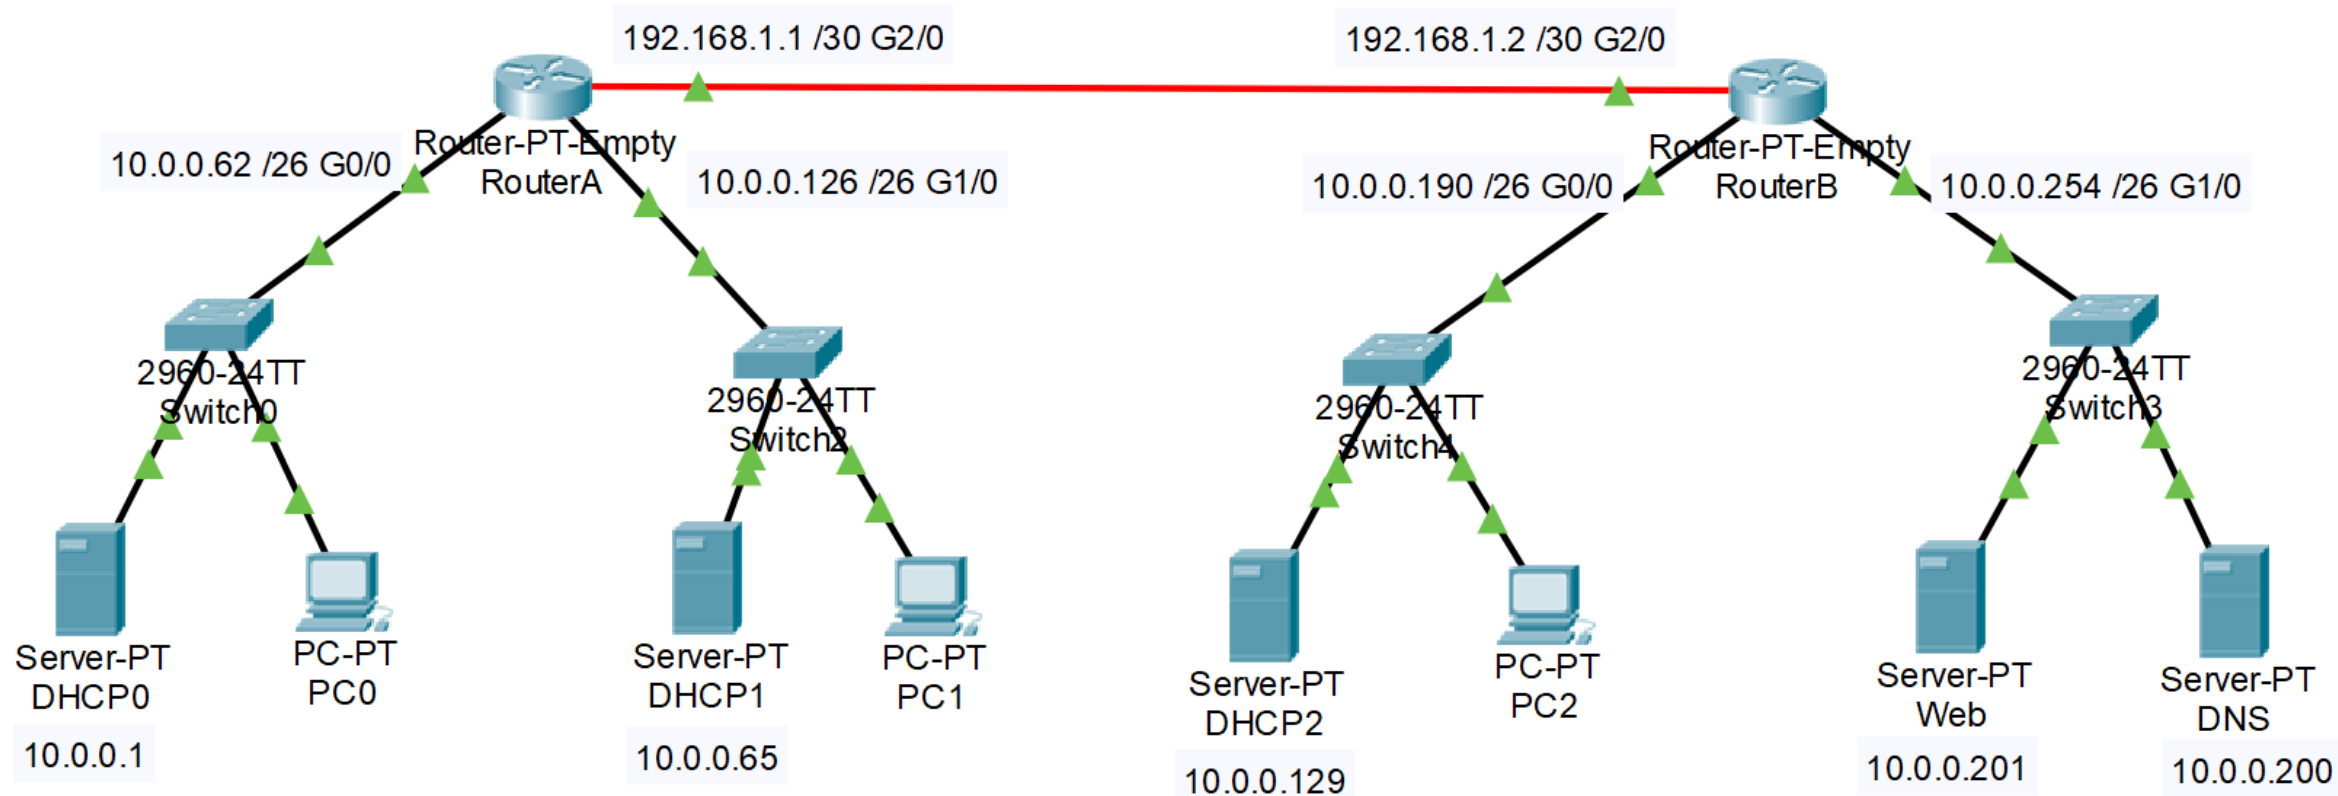 192.168.1.1 /30 G2/0
192.168.1.2 /30 G2/0
Router-PT-Empty
RouterA
Router-PT-Empty
RouterB
10.0.0.62 /26 G0/0
10.0.0.126 /26 G1/0
10.0.0.190 /26 G0/0
10.0.0.254 /26 G1/0
2960-24TT
Switch0
2960-24TT
Switch2
2960-24TT
Switch4
2960-24TT
Switch3
Server-PT
DHCP0
10.0.0.1
PC-PT
PC0
Server-PT
DHCP1
10.0.0.65
PC-PT
PC1
Server-PT
DHCP2
10.0.0.129
PC-PT
PC2
Server-PT
Web
10.0.0.201
Server-PT
DNS
10.0.0.200